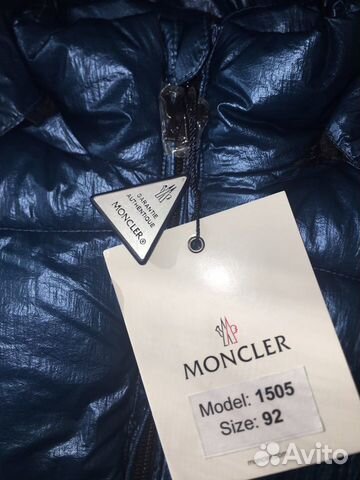 GARANTIE
AUTHENTIQUE
MONCLER®
MONCLER
Model: 1505
Size: 92
Avito